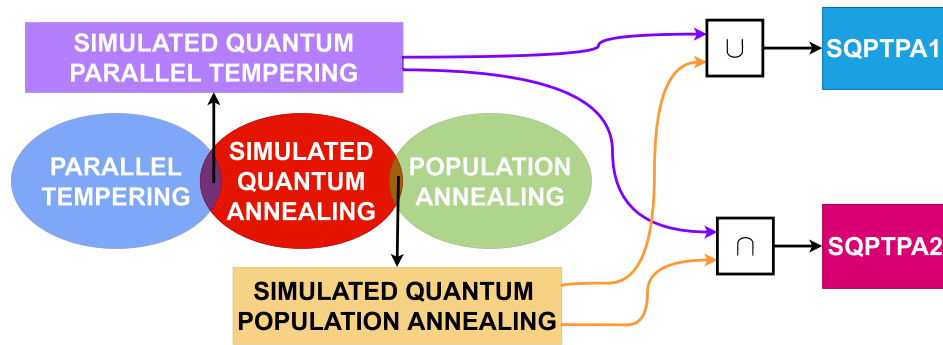 SIMULATED QUANTUM
PARALLEL TEMPERING
∪
SQPTPA1
PARALLEL
TEMPERING
SIMULATED
QUANTUM
ANNEALING
POPULATION
ANNEALING
∩
SQPTPA2
SIMULATED QUANTUM
POPULATION ANNEALING